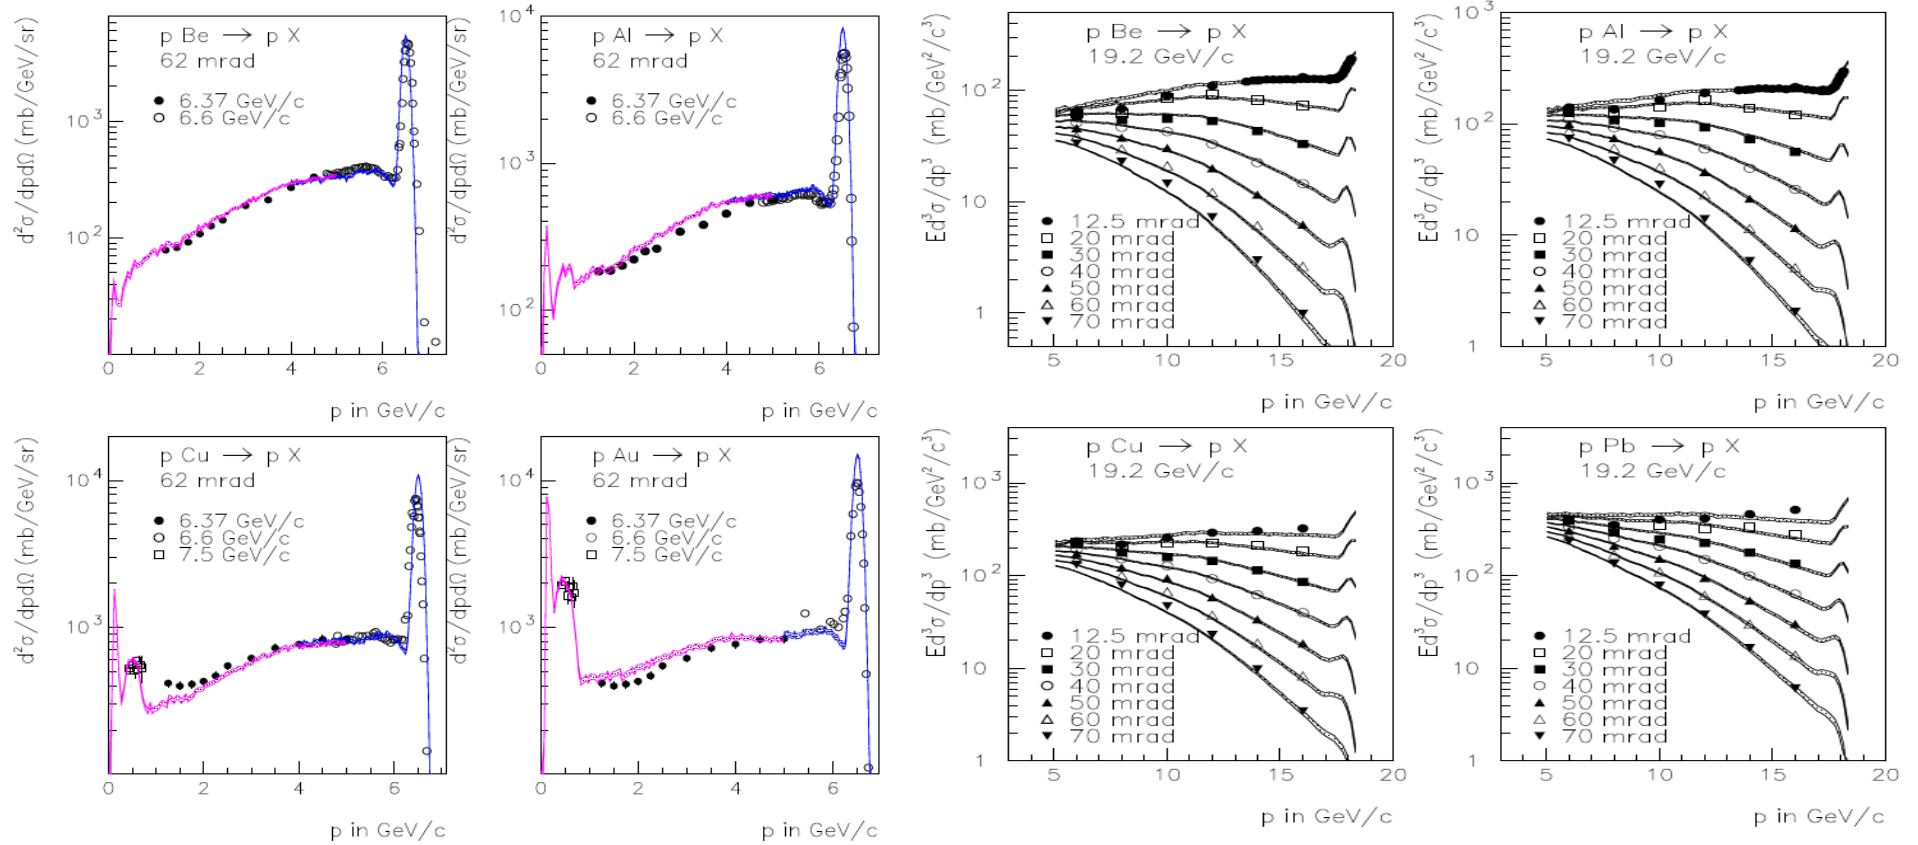 d²σ/dpdΩ (mb/GeV/sr)
p Be → p X
62 mrad
● 6.37 GeV/c
○ 6.6 GeV/c
10³
10²
0 2 4 6
p in GeV/c
d²σ/dpdΩ (mb/GeV/sr)
p Al → p X
62 mrad
● 6.37 GeV/c
○ 6.6 GeV/c
10⁴
10³
10²
0 2 4 6
p in GeV/c
Ed³σ/dp³ (mb/GeV²/c³)
p Be → p X
19.2 GeV/c
10²
10
1
● 12.5 mrad
□ 20 mrad
■ 30 mrad
○ 40 mrad
▲ 50 mrad
△ 60 mrad
▼ 70 mrad
5 10 15 20
p in GeV/c
Ed³σ/dp³ (mb/GeV²/c³)
p Al → p X
19.2 GeV/c
10³
10²
10
1
● 12.5 mrad
□ 20 mrad
■ 30 mrad
○ 40 mrad
▲ 50 mrad
△ 60 mrad
▼ 70 mrad
5 10 15 20
p in GeV/c
d²σ/dpdΩ (mb/GeV/sr)
p Cu → p X
62 mrad
● 6.37 GeV/c
○ 6.6 GeV/c
□ 7.5 GeV/c
10⁴
10³
0 2 4 6
p in GeV/c
d²σ/dpdΩ (mb/GeV/sr)
p Au → p X
62 mrad
● 6.37 GeV/c
○ 6.6 GeV/c
□ 7.5 GeV/c
10⁴
10³
0 2 4 6
p in GeV/c
Ed³σ/dp³ (mb/GeV²/c³)
p Cu → p X
19.2 GeV/c
10³
10²
10
1
● 12.5 mrad
□ 20 mrad
■ 30 mrad
○ 40 mrad
▲ 50 mrad
△ 60 mrad
▼ 70 mrad
5 10 15 20
p in GeV/c
Ed³σ/dp³ (mb/GeV²/c³)
p Pb → p X
19.2 GeV/c
10³
10²
10
1
● 12.5 mrad
□ 20 mrad
■ 30 mrad
○ 40 mrad
▲ 50 mrad
△ 60 mrad
▼ 70 mrad
5 10 15 20
p in GeV/c